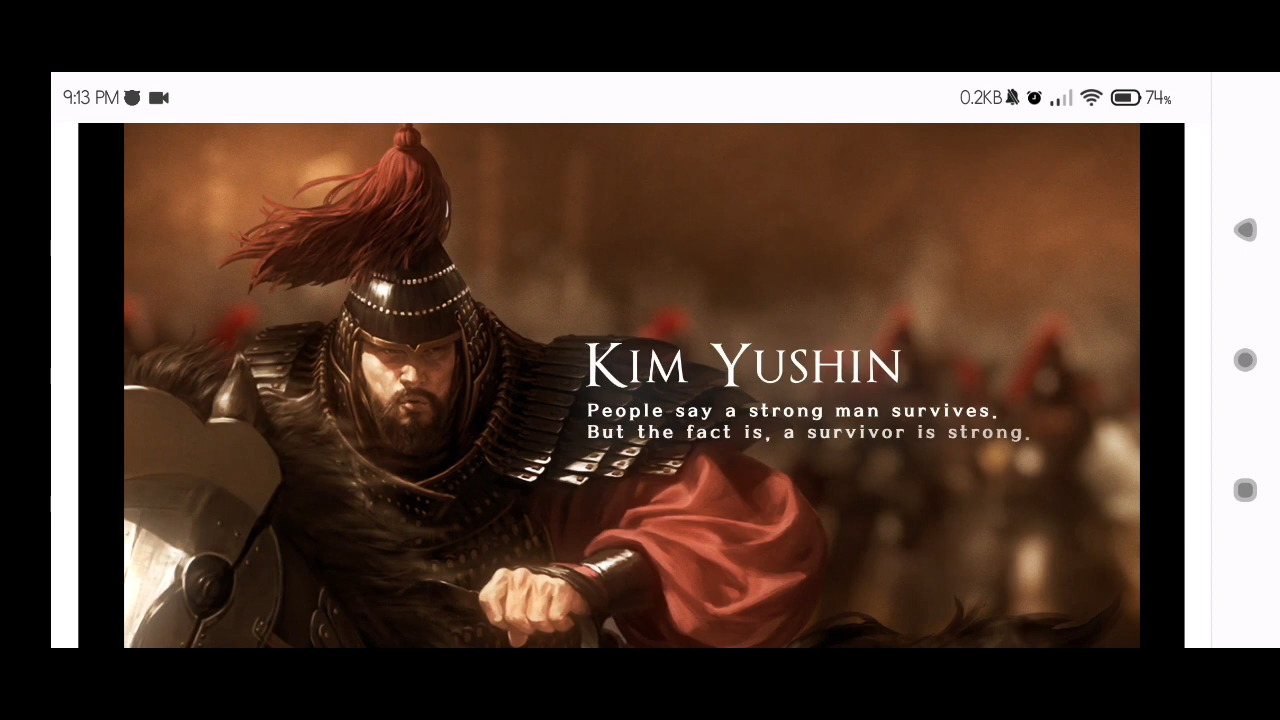 9:13 PM
0.2KB 74%
KIM YUSHIN
People say a strong man survives.
But the fact is, a survivor is strong.